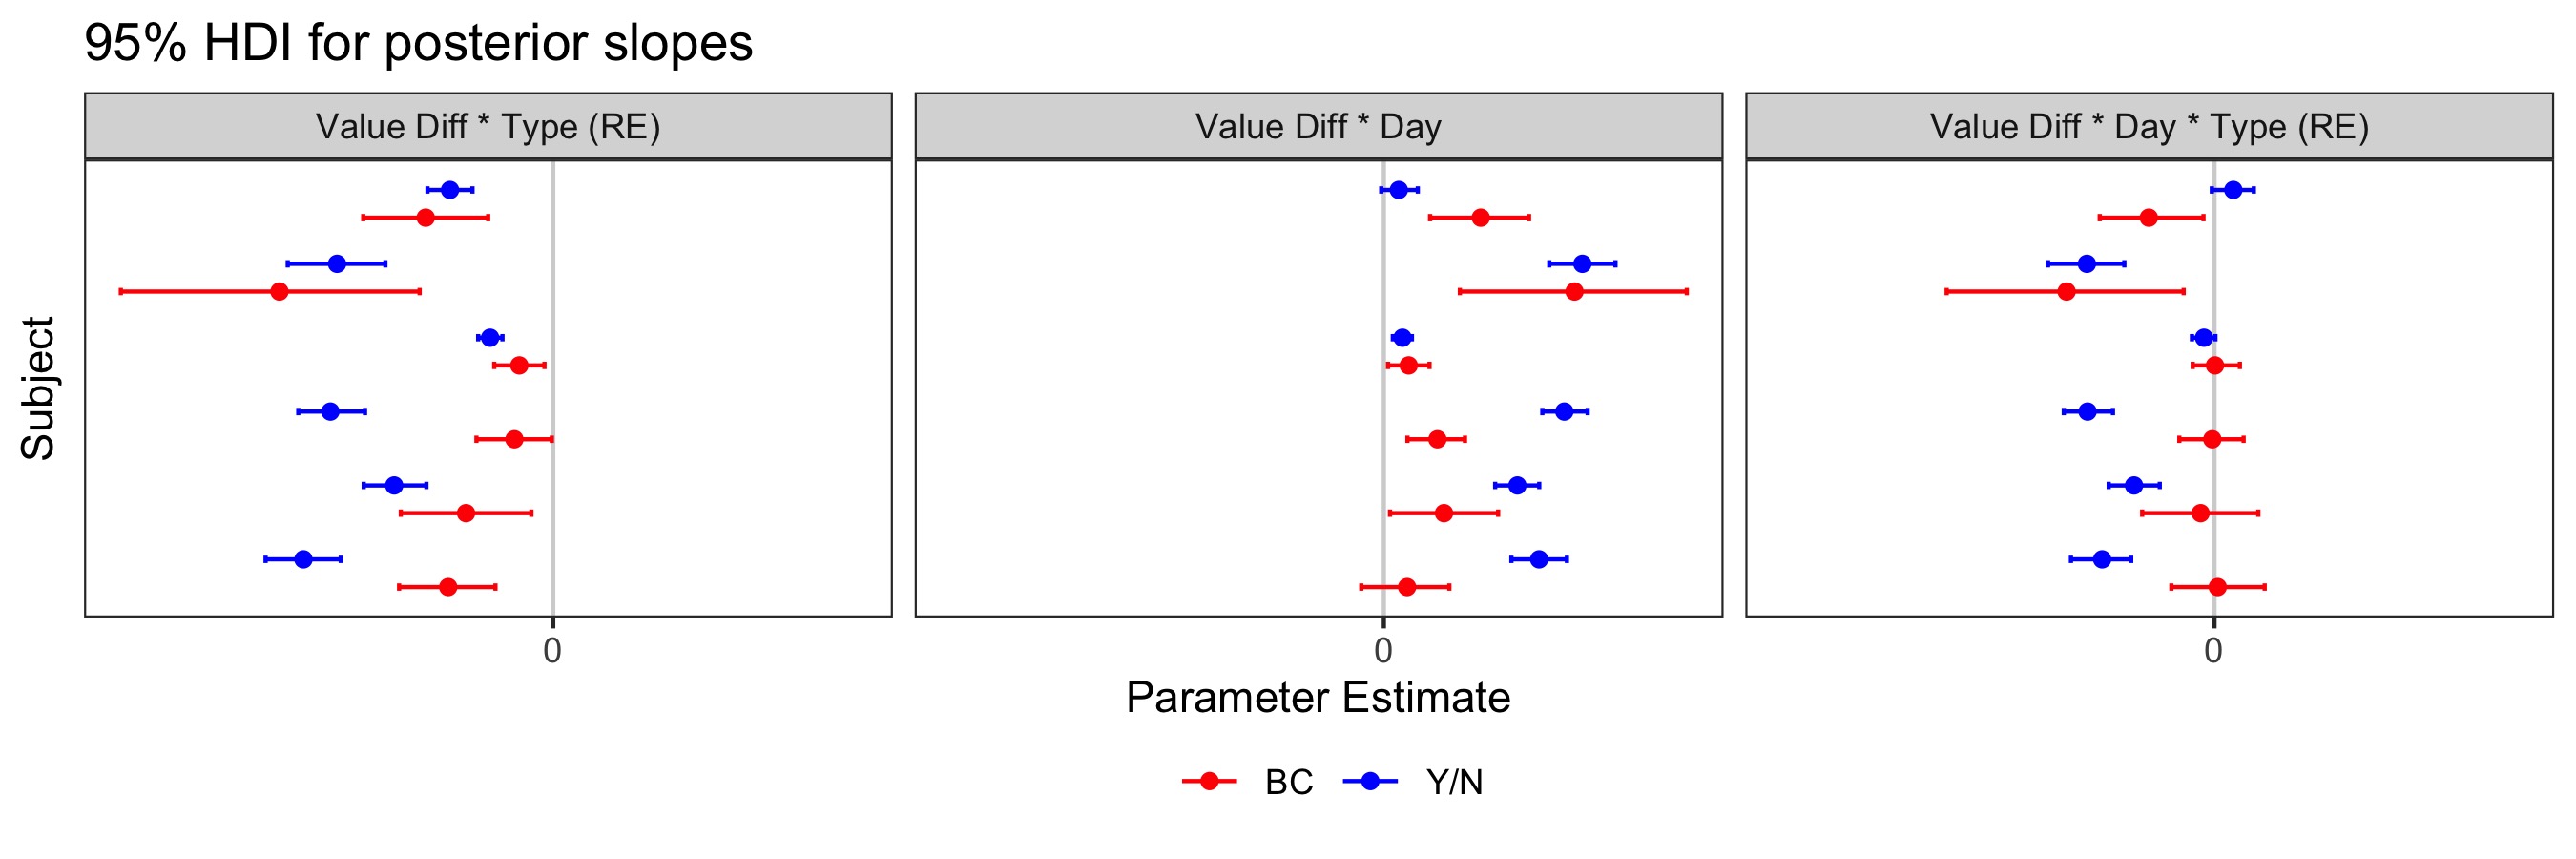 95% HDI for posterior slopes
Value Diff * Type (RE)
Value Diff * Day
Value Diff * Day * Type (RE)
Subject
0
0
0
Parameter Estimate
BC
Y/N